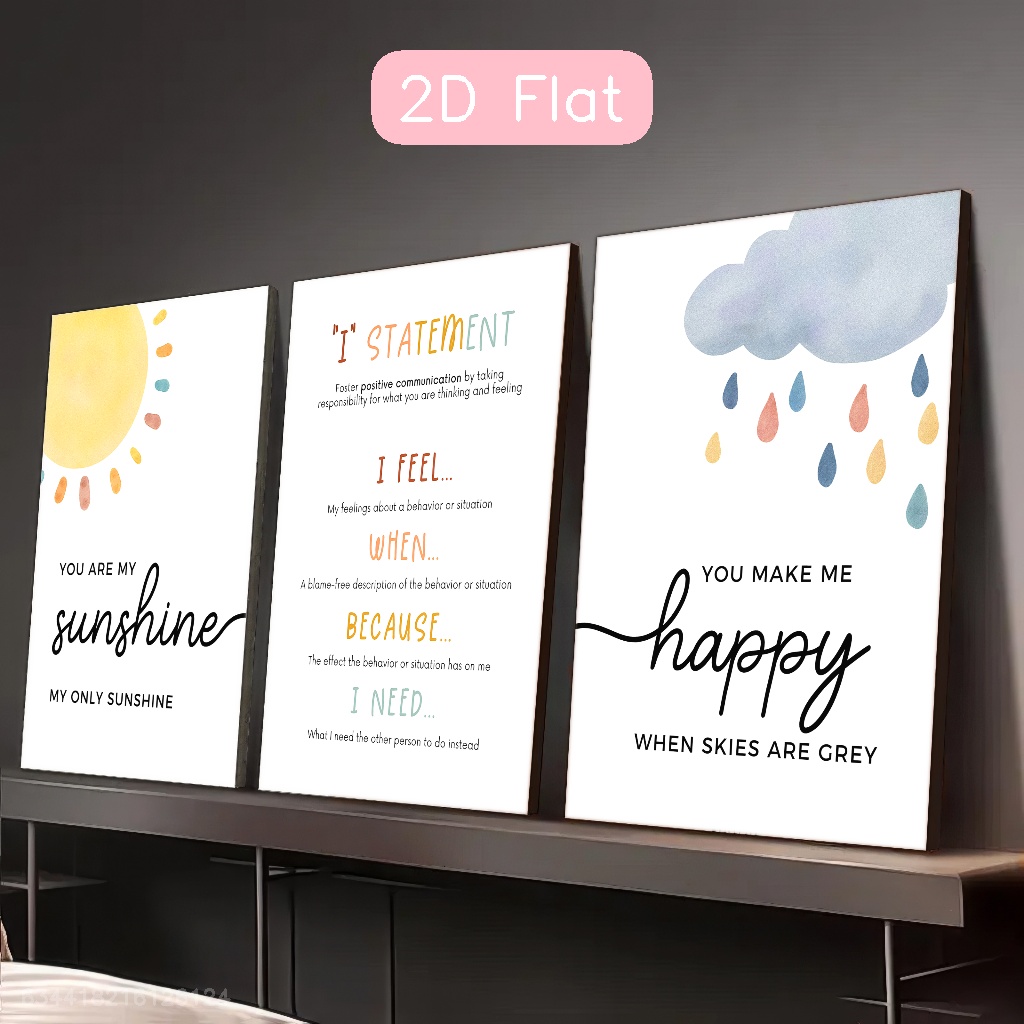 2D Flat
YOU ARE MY
sunshine
MY ONLY SUNSHINE
"I" STATEMENT
Foster positive communication by taking
responsibility for what you are thinking and feeling
I FEEL...
My feelings about a behavior or situation
WHEN...
A blame-free description of the behavior or situation
BECAUSE...
The effect the behavior or situation has on me
I NEED...
What I need the other person to do instead
YOU MAKE ME
happy
WHEN SKIES ARE GREY